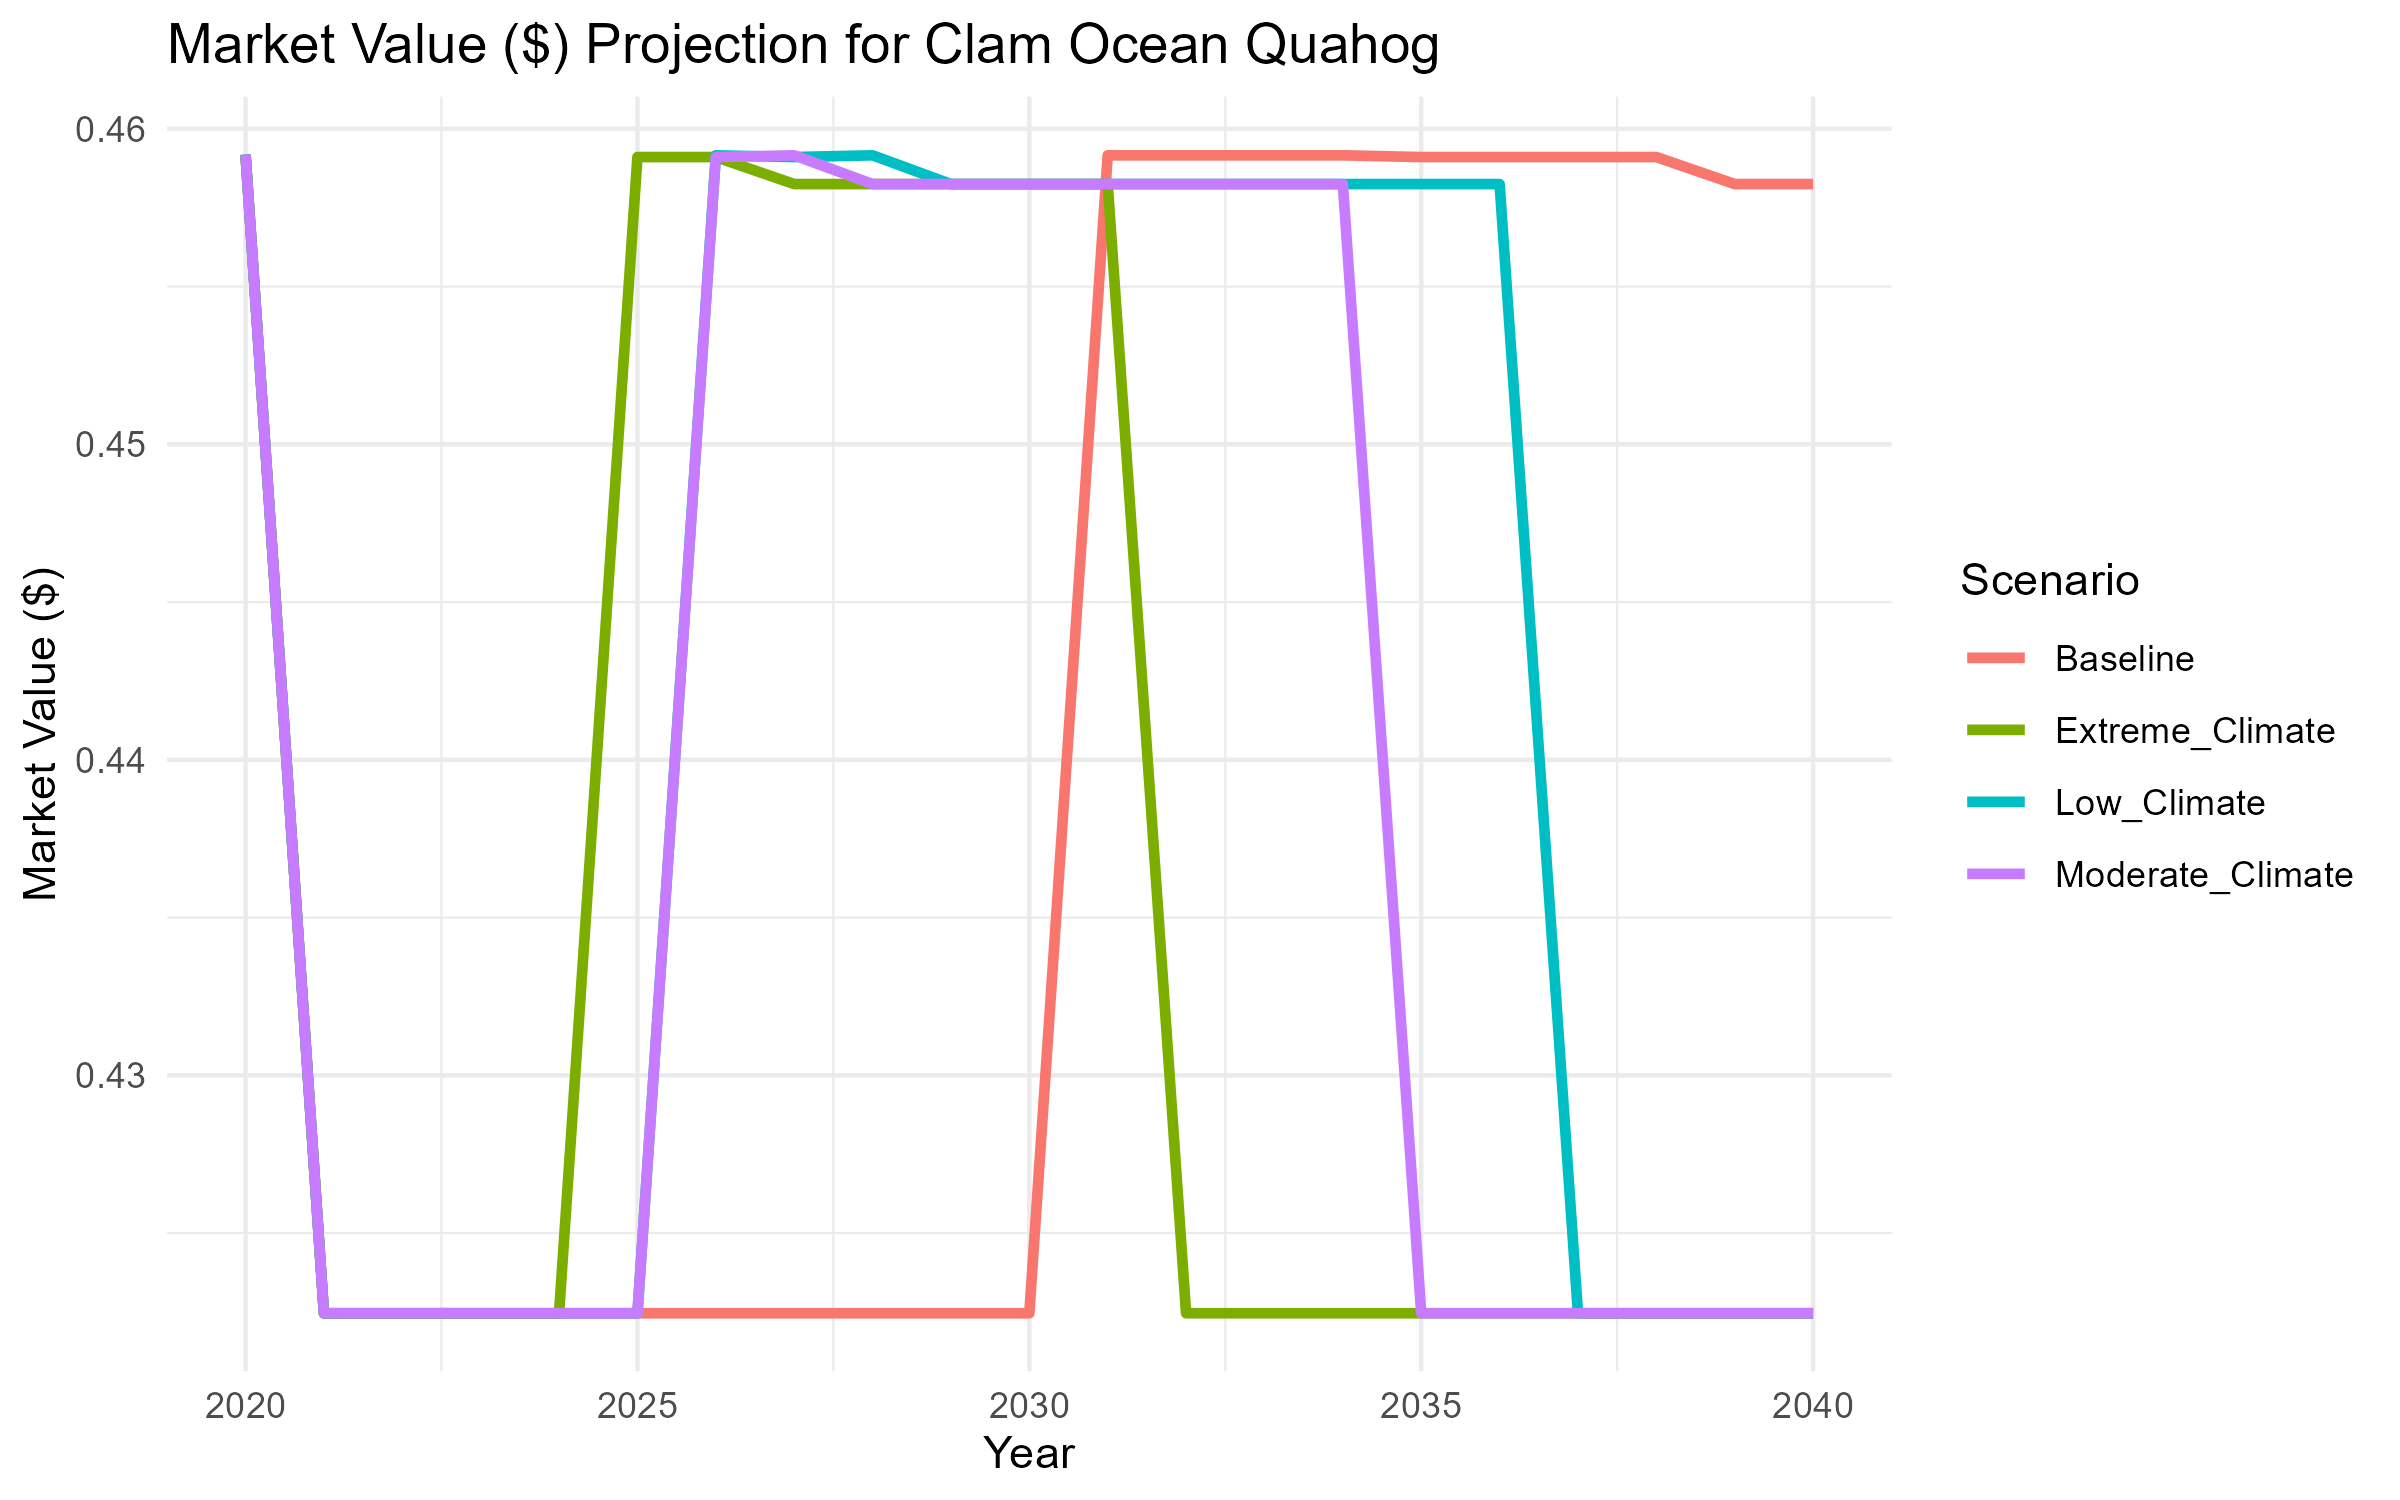 Market Value ($) Projection for Clam Ocean Quahog
0.46
0.45
0.44
0.43
Market Value ($)
2020 2025 2030 2035 2040
Year
Scenario
Baseline
Extreme_Climate
Low_Climate
Moderate_Climate